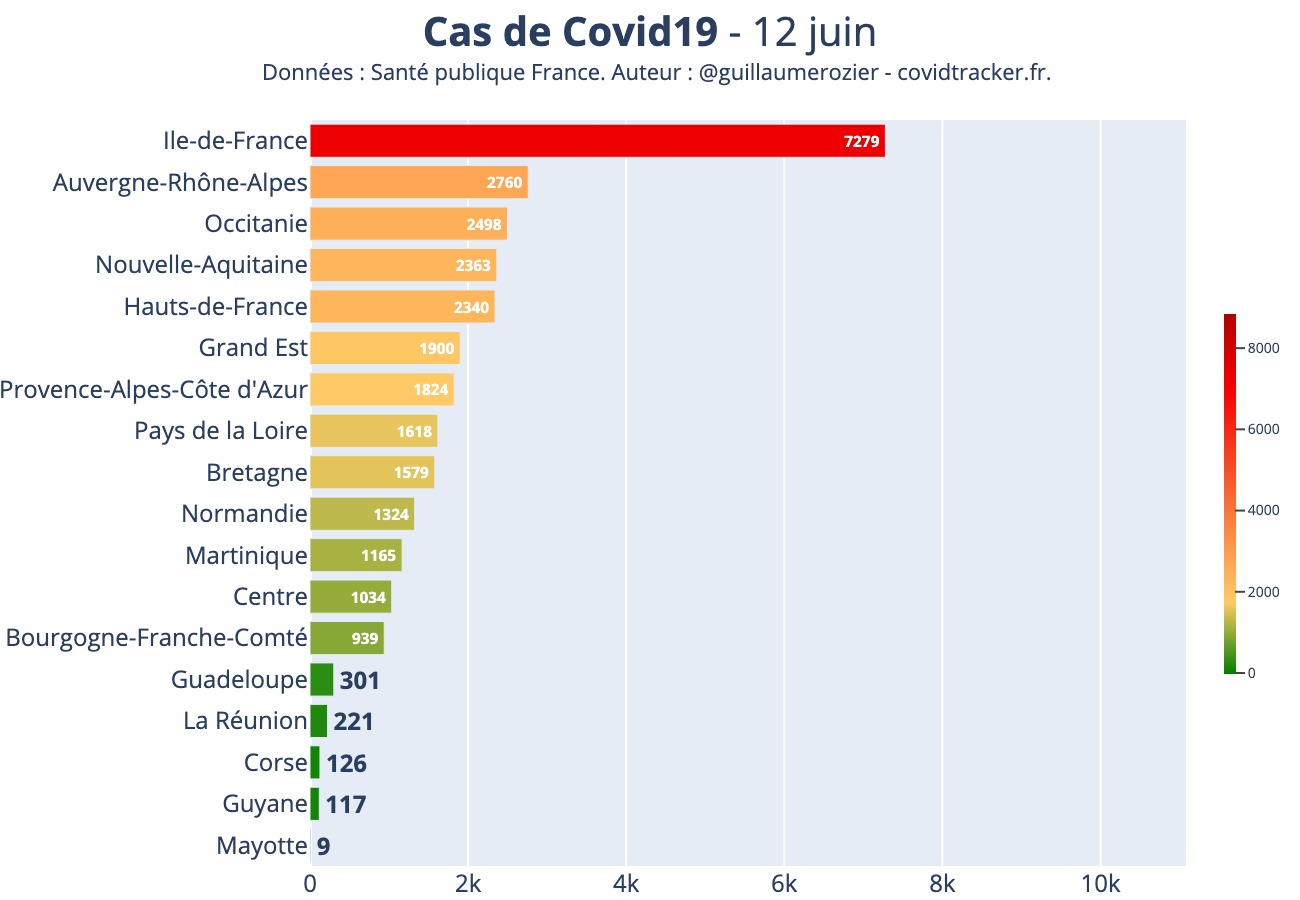 Cas de Covid19 - 12 juin
Données : Santé publique France. Auteur : @guillaumerozier - covidtracker.fr.
Ile-de-France 7279
Auvergne-Rhône-Alpes 2760
Occitanie 2498
Nouvelle-Aquitaine 2363
Hauts-de-France 2340
Grand Est 1900
Provence-Alpes-Côte d'Azur 1824
Pays de la Loire 1618
Bretagne 1579
Normandie 1324
Martinique 1165
Centre 1034
Bourgogne-Franche-Comté 939
Guadeloupe 301
La Réunion 221
Corse 126
Guyane 117
Mayotte 9
0 2k 4k 6k 8k 10k
8000
6000
4000
2000
0